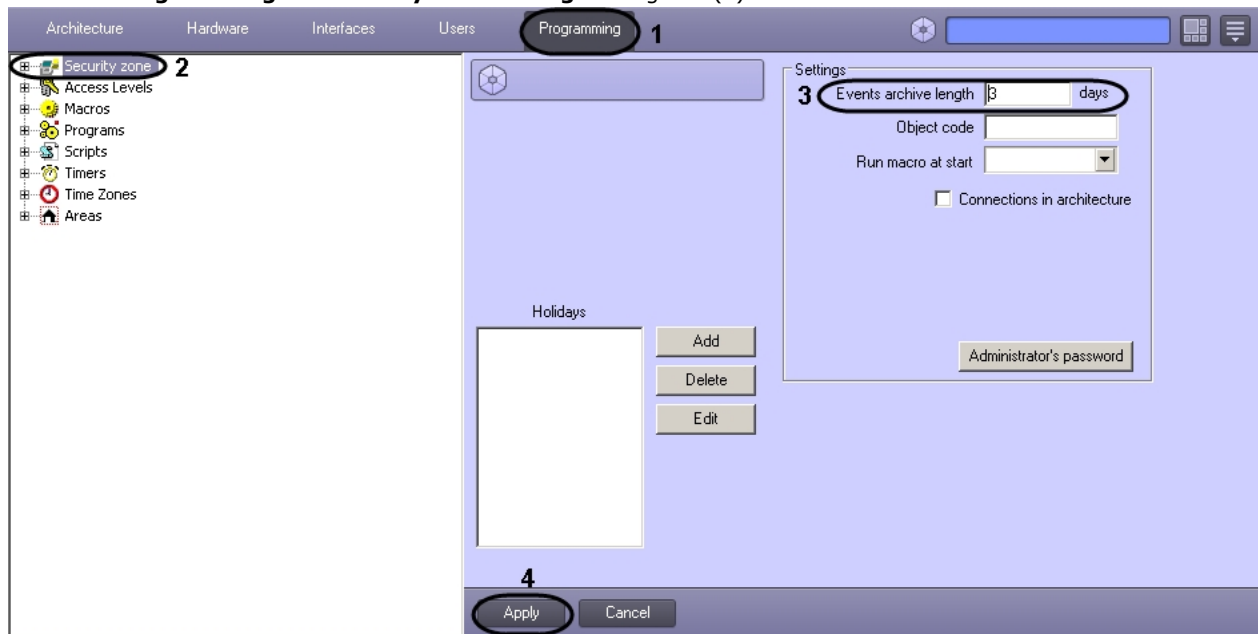 Architecture Hardware Interfaces Users Programming 1
Security zone 2
Access Levels
Macros
Programs
Scripts
Timers
Time Zones
Areas
Settings
3 Events archive length 3 days
Object code
Run macro at start
Connections in architecture
Administrator's password
Holidays
Add
Delete
Edit
4
Apply Cancel